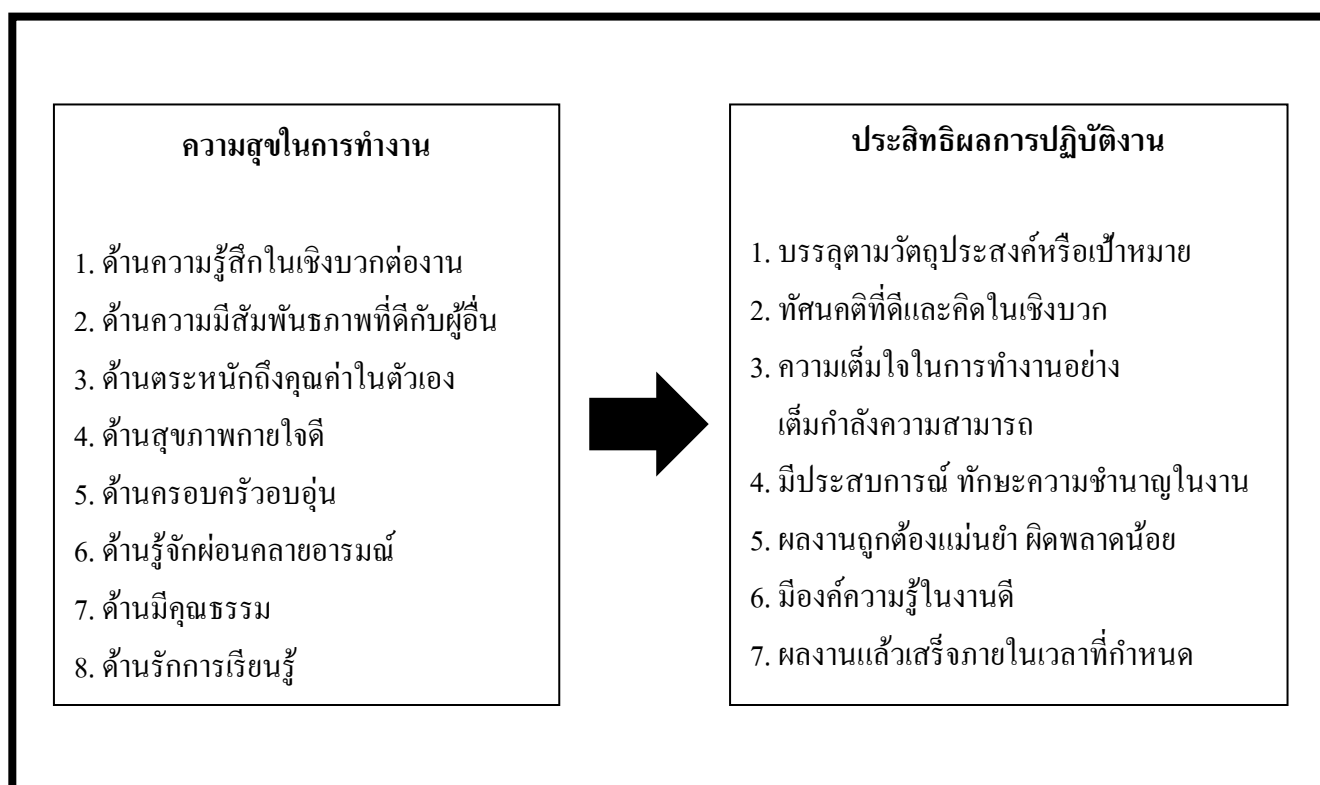 ความสุขในการทำงาน
1. ด้านความรู้สึกในเชิงบวกต่องาน
2. ด้านความมีสัมพันธภาพที่ดีกับผู้อื่น
3. ด้านตระหนักถึงคุณค่าในตัวเอง
4. ด้านสุขภาพกายใจดี
5. ด้านครอบครัวอบอุ่น
6. ด้านรู้จักผ่อนคลายอารมณ์
7. ด้านมีคุณธรรม
8. ด้านรักการเรียนรู้
ประสิทธิผลการปฏิบัติงาน
1. บรรลุตามวัตถุประสงค์หรือเป้าหมาย
2. ทัศนคติที่ดีและคิดในเชิงบวก
3. ความเต็มใจในการทำงานอย่าง
เต็มกำลังความสามารถ
4. มีประสบการณ์ ทักษะความชำนาญในงาน
5. ผลงานถูกต้องแม่นยำ ผิดพลาดน้อย
6. มีองค์ความรู้ในงานดี
7. ผลงานแล้วเสร็จภายในเวลาที่กำหนด